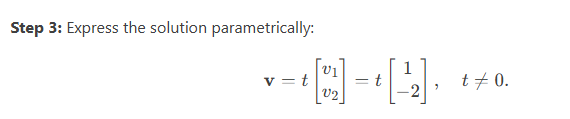 Step 3: Express the solution parametrically:
v = t [v₁ v₂] = t [1 −2], t ≠ 0.